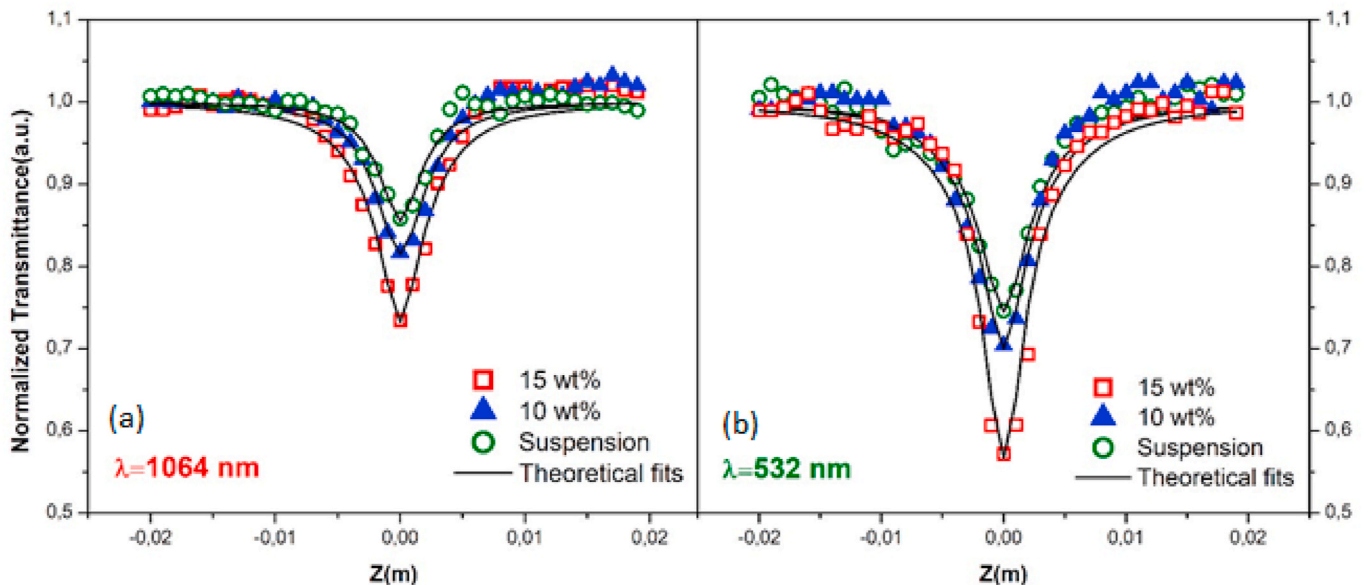 1,1
1,0
0,9
0,8
0,7
0,6
0,5
Normalized Transmittance(a.u.)
(a)
λ=1064 nm
15 wt%
10 wt%
Suspension
Theoretical fits
-0,02
-0,01
0,00
0,01
0,02
Z(m)
(b)
λ=532 nm
15 wt%
10 wt%
Suspension
Theoretical fits
-0,02
-0,01
0,00
0,01
0,02
Z(m)
1,1
1,0
0,9
0,8
0,7
0,6
0,5